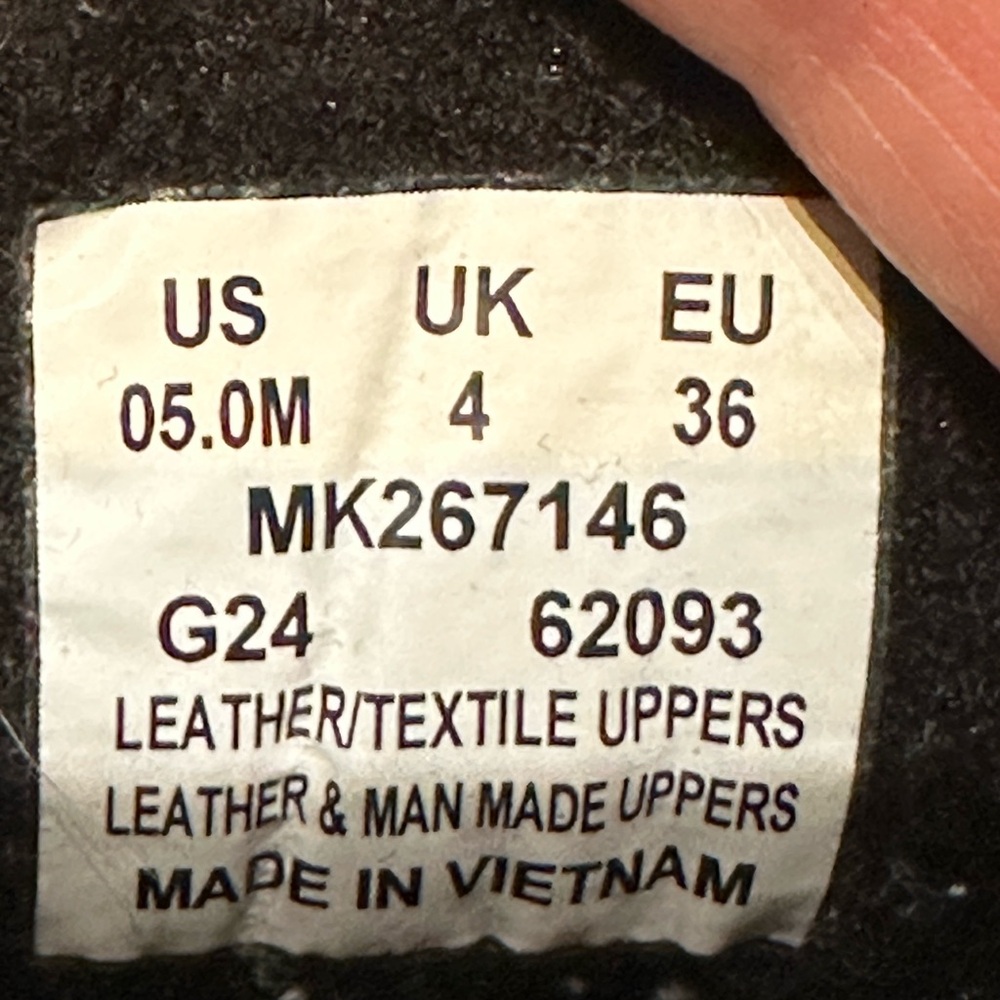 US UK EU
05.0M 4 36
MK267146
G24 62093
LEATHER/TEXTILE UPPERS
LEATHER & MAN MADE UPPERS
MADE IN VIETNAM